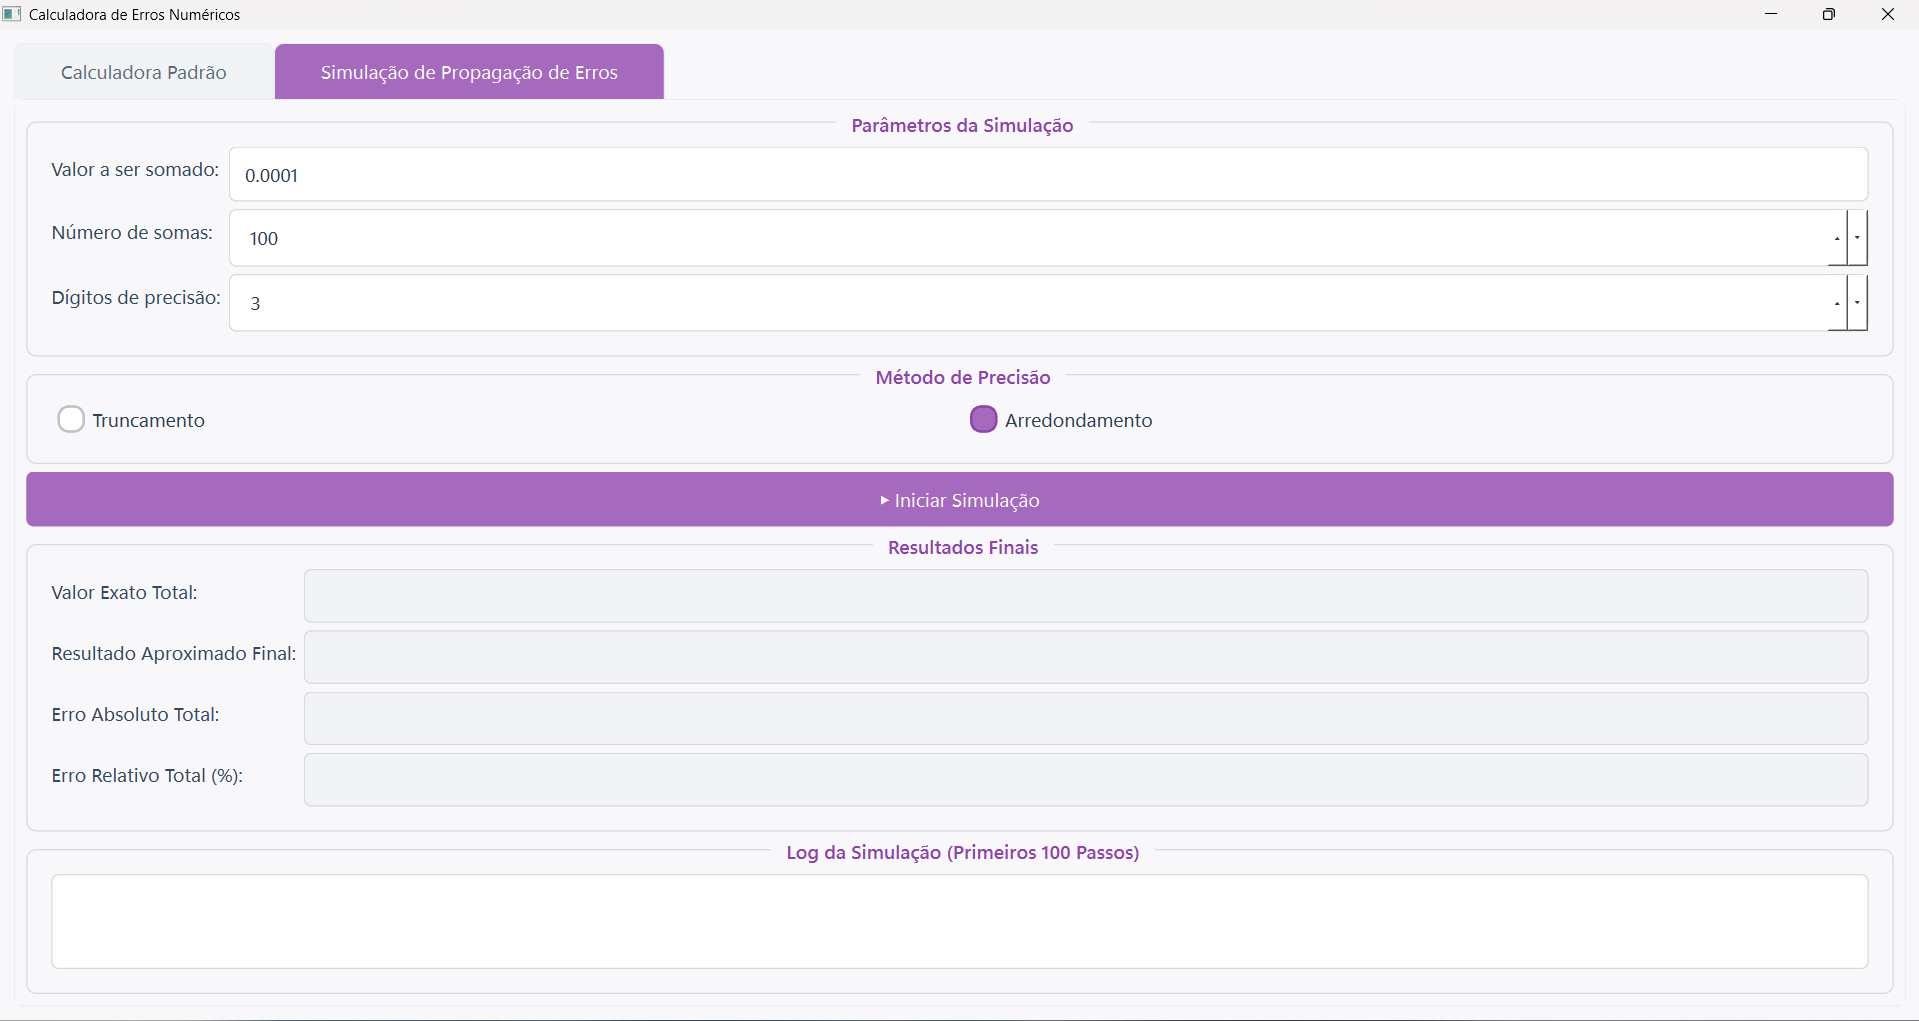 Calculadora de Erros Numéricos
Calculadora Padrão
Simulação de Propagação de Erros
Parâmetros da Simulação
Valor a ser somado:
0.0001
Número de somas:
100
Dígitos de precisão:
3
Método de Precisão
Truncamento
Arredondamento
Iniciar Simulação
Resultados Finais
Valor Exato Total:
Resultado Aproximado Final:
Erro Absoluto Total:
Erro Relativo Total (%):
Log da Simulação (Primeiros 100 Passos)